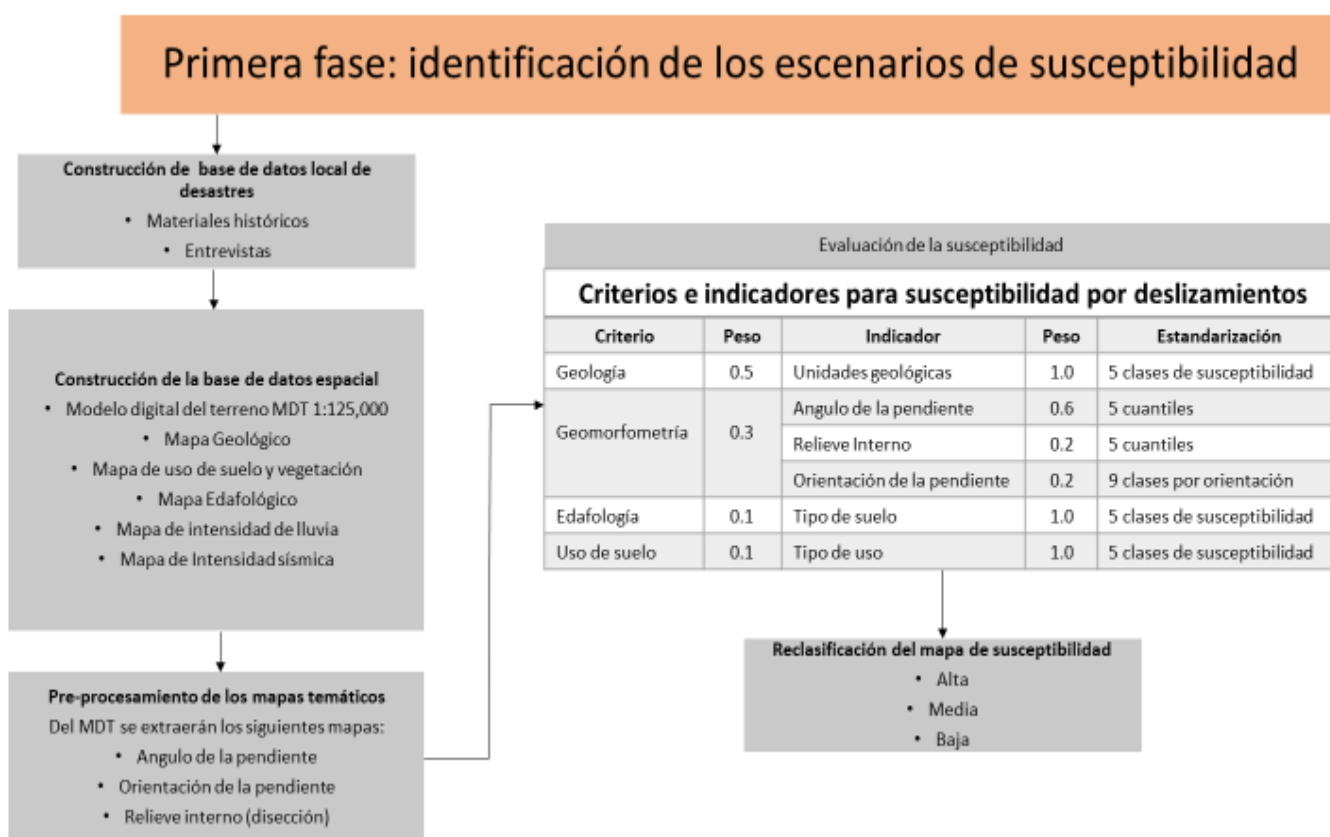 Primera fase: identificación de los escenarios de susceptibilidad
Construcción de base de datos local de
desastres
• Materiales históricos
• Entrevistas
Construcción de la base de datos espacial
• Modelo digital del terreno MDT 1:125,000
• Mapa Geológico
• Mapa de uso de suelo y vegetación
• Mapa Edafológico
• Mapa de intensidad de lluvia
• Mapa de Intensidad sísmica
Pre-procesamiento de los mapas temáticos
Del MDT se extraerán los siguientes mapas:
• Angulo de la pendiente
• Orientación de la pendiente
• Relieve interno (disección)
Evaluación de la susceptibilidad
Criterios e indicadores para susceptibilidad por deslizamientos
Criterio Peso Indicador Peso Estandarización
Geología 0.5 Unidades geológicas 1.0 5 clases de susceptibilidad
Geomorfometría 0.3 Angulo de la pendiente 0.6 5 cuantiles
Relieve Interno 0.2 5 cuantiles
Orientación de la pendiente 0.2 9 clases por orientación
Edafología 0.1 Tipo de suelo 1.0 5 clases de susceptibilidad
Uso de suelo 0.1 Tipo de uso 1.0 5 clases de susceptibilidad
Reclasificación del mapa de susceptibilidad
• Alta
• Media
• Baja